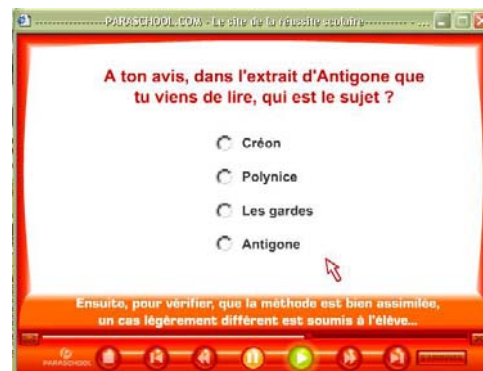 PARASCHOOL.COM - Le site de la réussite scolaire
A ton avis, dans l'extrait d'Antigone que
tu viens de lire, qui est le sujet ?
Créon
Polynice
Les gardes
Antigone
Ensuite, pour vérifier, que la méthode est bien assimilée,
un cas légèrement différent est soumis à l'élève...
PARASCHOOL